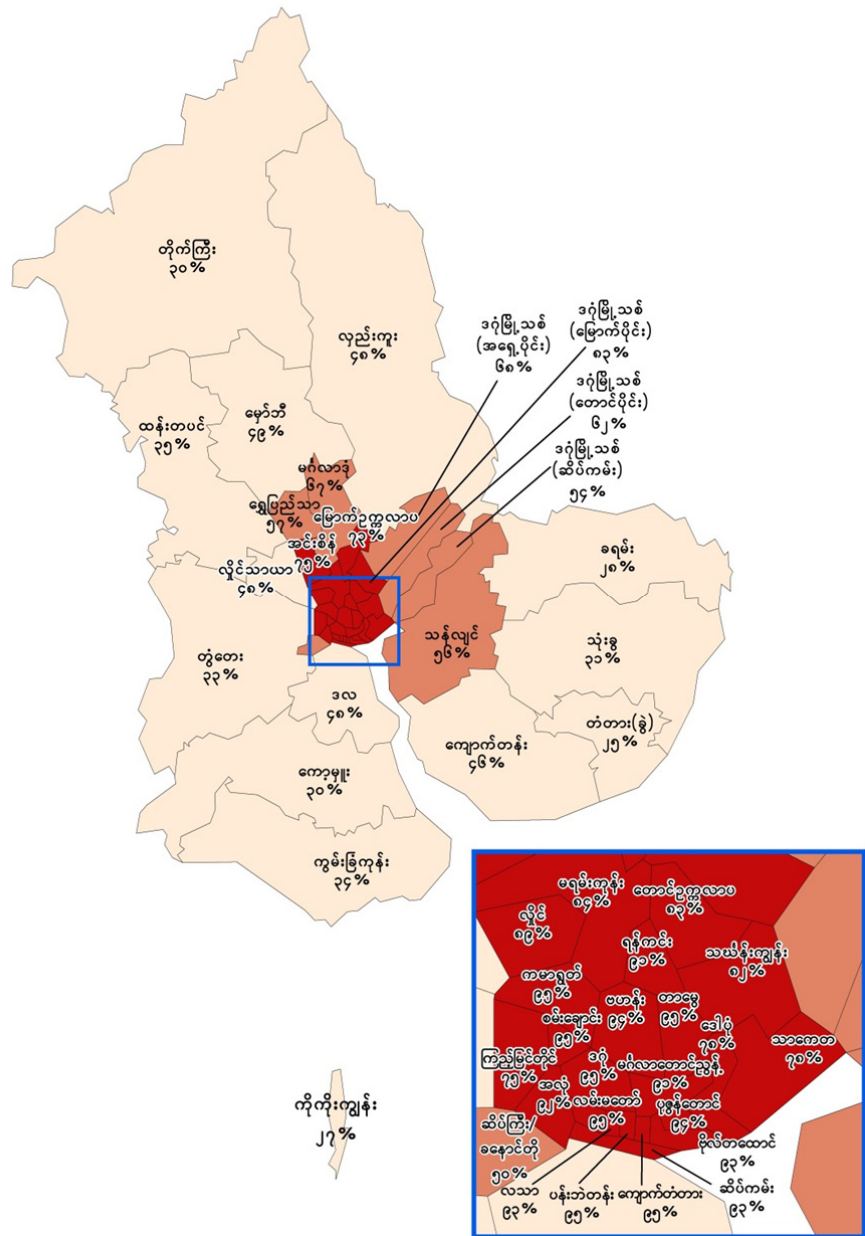 တိုက်ကြီး
၃၀%
လှည်းကူး
၄၈%
ဒဂုံမြို့သစ်
(အရှေ့ပိုင်း)
၆၈%
ဒဂုံမြို့သစ်
(မြောက်ပိုင်း)
၈၃%
ဒဂုံမြို့သစ်
(တောင်ပိုင်း)
၆၂%
ဒဂုံမြို့သစ်
(ဆိပ်ကမ်း)
၅၄%
ထန်းတပင်
၃၅%
မှော်ဘီ
၄၉%
မင်္ဂလာဒုံ
၆၇%
ရွှေပြည်သာ
၅၇%
မြောက်ဥက္ကလာပ
၇၃%
အင်းစိန်
၇၅%
လှိုင်သာယာ
၄၈%
ခရမ်း
၂၈%
သန်လျင်
၅၆%
သုံးခွ
၃၁%
တွံတေး
၃၃%
ဒလ
၄၈%
တံတား(ခွဲ)
၂၅%
ကျောက်တန်း
၄၆%
ကော့မှူး
၃၀%
ကွမ်းခြံကုန်း
၃၄%
ကိုကိုးကျွန်း
၂၇%
မရမ်းကုန်း
၈၄%
တောင်ဥက္ကလာပ
၈၃%
လှိုင်
၈၉%
ရန်ကင်း
၉၁%
သင်္ဃန်းကျွန်း
၈၂%
ကမာရွတ်
၉၅%
ဗဟန်း
၉၄%
တာမွေ
၉၅%
စမ်းချောင်း
၉၅%
ဒေါပုံ
၇၈%
သာကေတ
၇၈%
ကြည့်မြင်တိုင်
၇၅%
ဒဂုံ
၉၅%
မင်္ဂလာတောင်ညွန့်
၉၁%
အလုံ
၉၂%
လမ်းမတော်
၉၅%
ပုဇွန်တောင်
၉၄%
ဆိပ်ကြီး/
ခနောင်တို
၅၀%
ဗိုလ်တထောင်
၉၃%
လသာ
၉၃%
ပန်းဘဲတန်း
၉၅%
ကျောက်တံတား
၉၅%
ဆိပ်ကမ်း
၉၃%